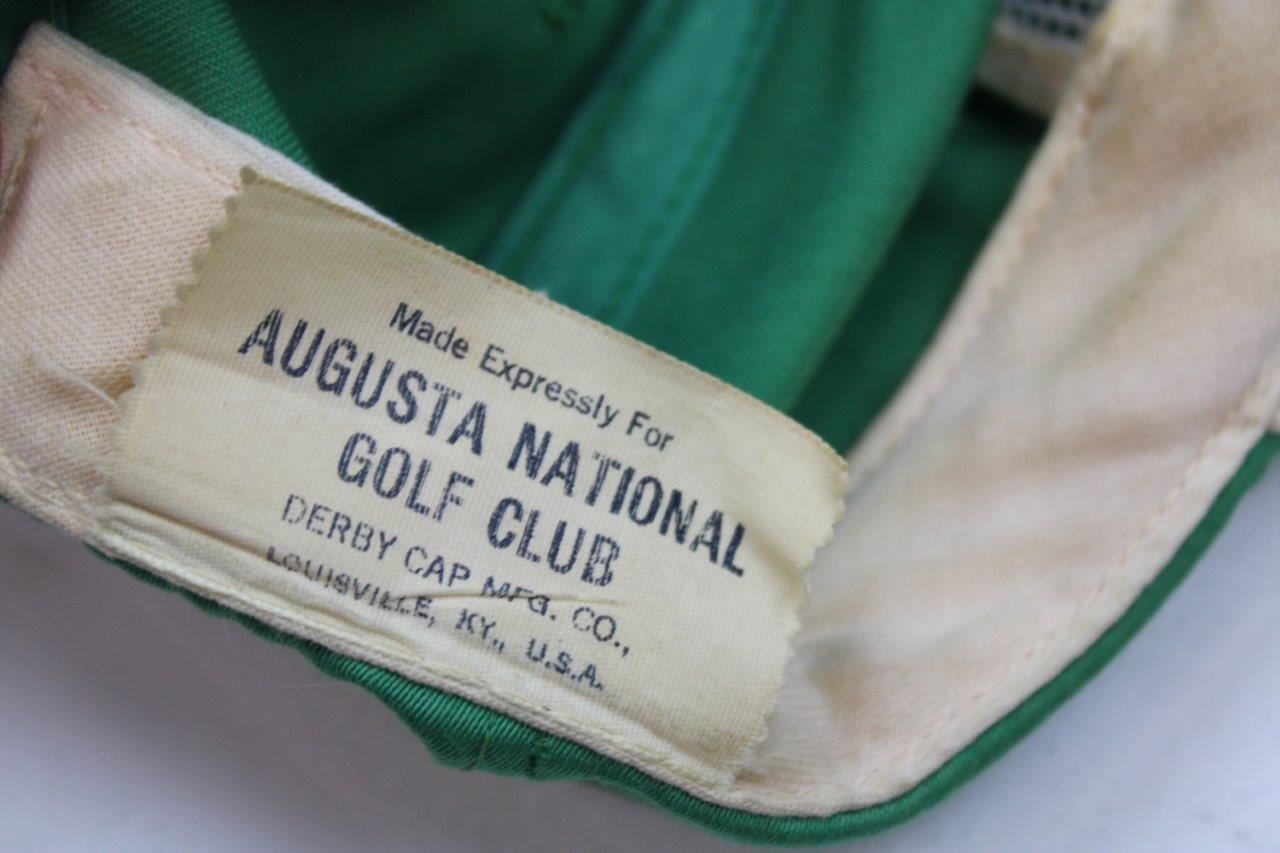 Made Expressly For
AUGUSTA NATIONAL
GOLF CLUB
DERBY CAP MFG. CO.,
LOUISVILLE, KY., U.S.A.